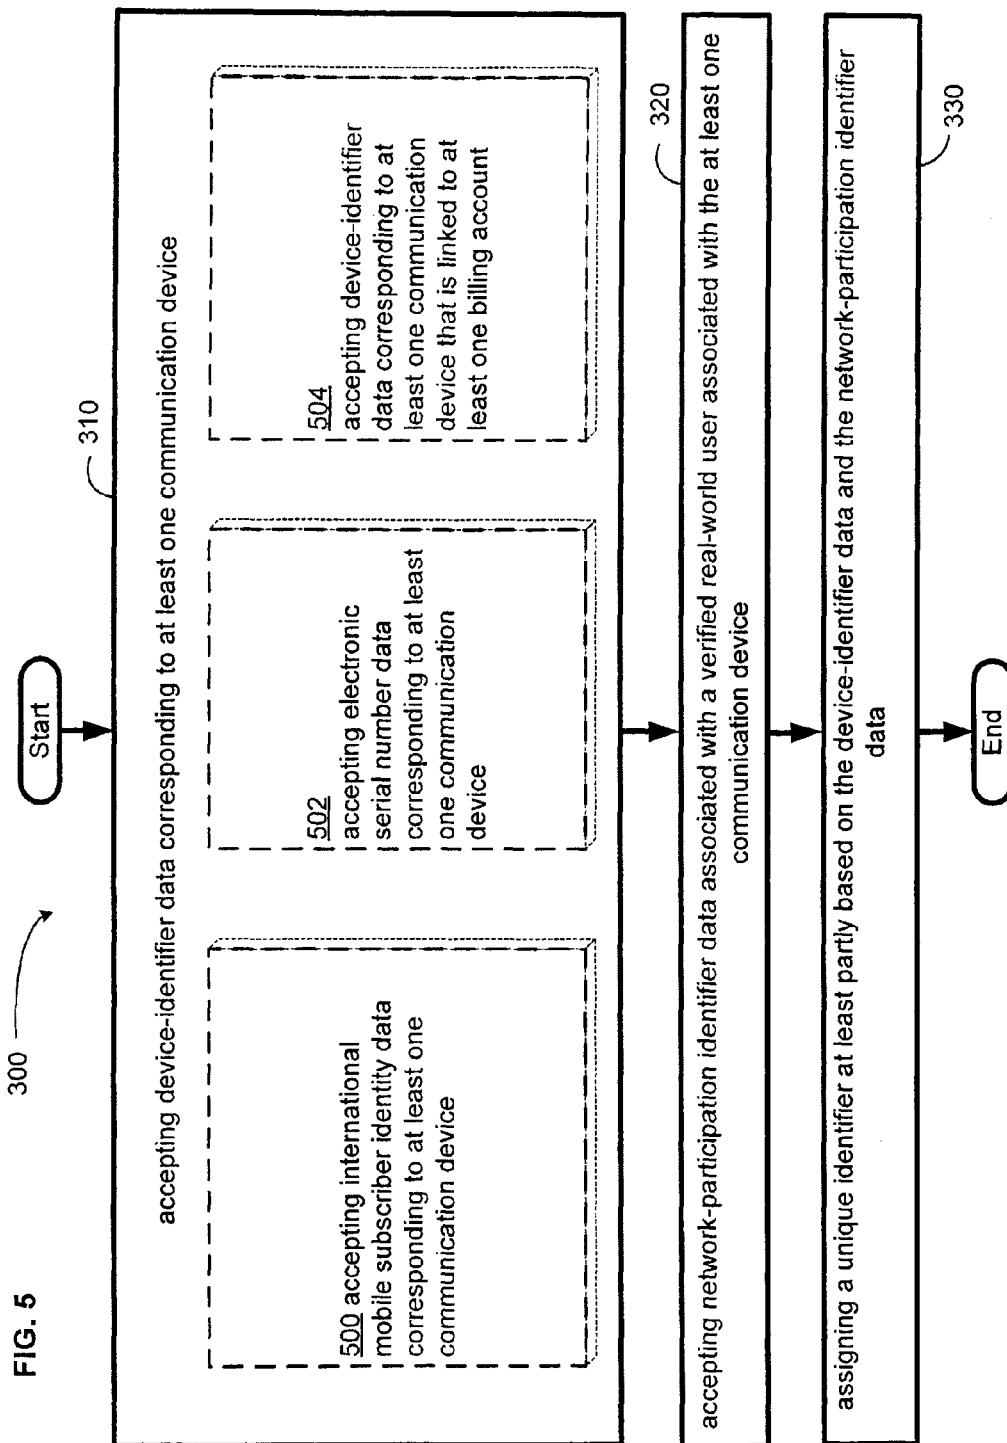 FIG. 5
300
Start
310
accepting device-identifier data corresponding to at least one communication device
500 accepting international
mobile subscriber identity data
corresponding to at least one
communication device
502
accepting electronic
serial number data
corresponding to at least
one communication
device
504
accepting device-identifier
data corresponding to at
least one communication
device that is linked to at
least one billing account
320
accepting network-participation identifier data associated with a verified real-world user associated with the at least one
communication device
330
assigning a unique identifier at least partly based on the device-identifier data and the network-participation identifier
data
End